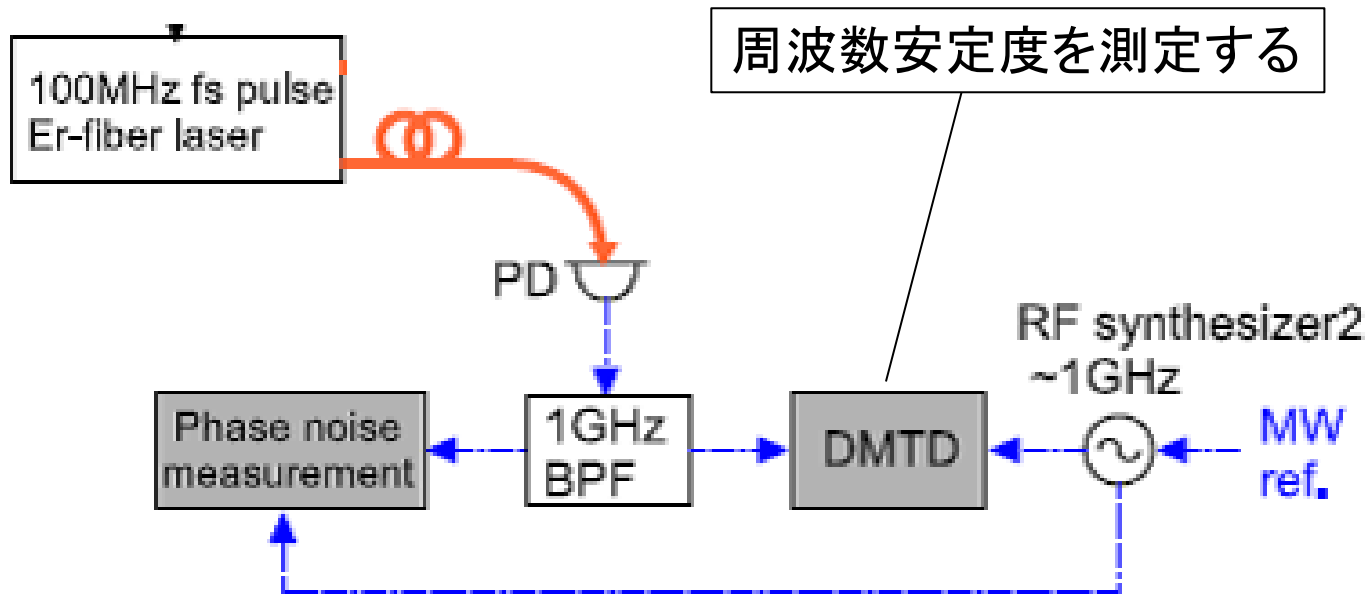 周波数安定度を測定する
100MHz fs pulse
Er-fiber laser
PD
RF synthesizer2
~1GHz
Phase noise
measurement
1GHz
BPF
DMTD
MW
ref.